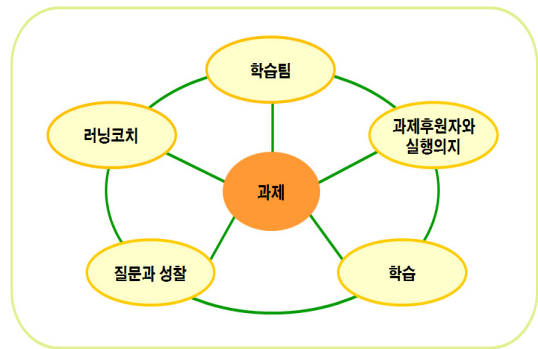 학습팀
러닝코치
과제후원자와
실행의지
과제
질문과 성찰
학습